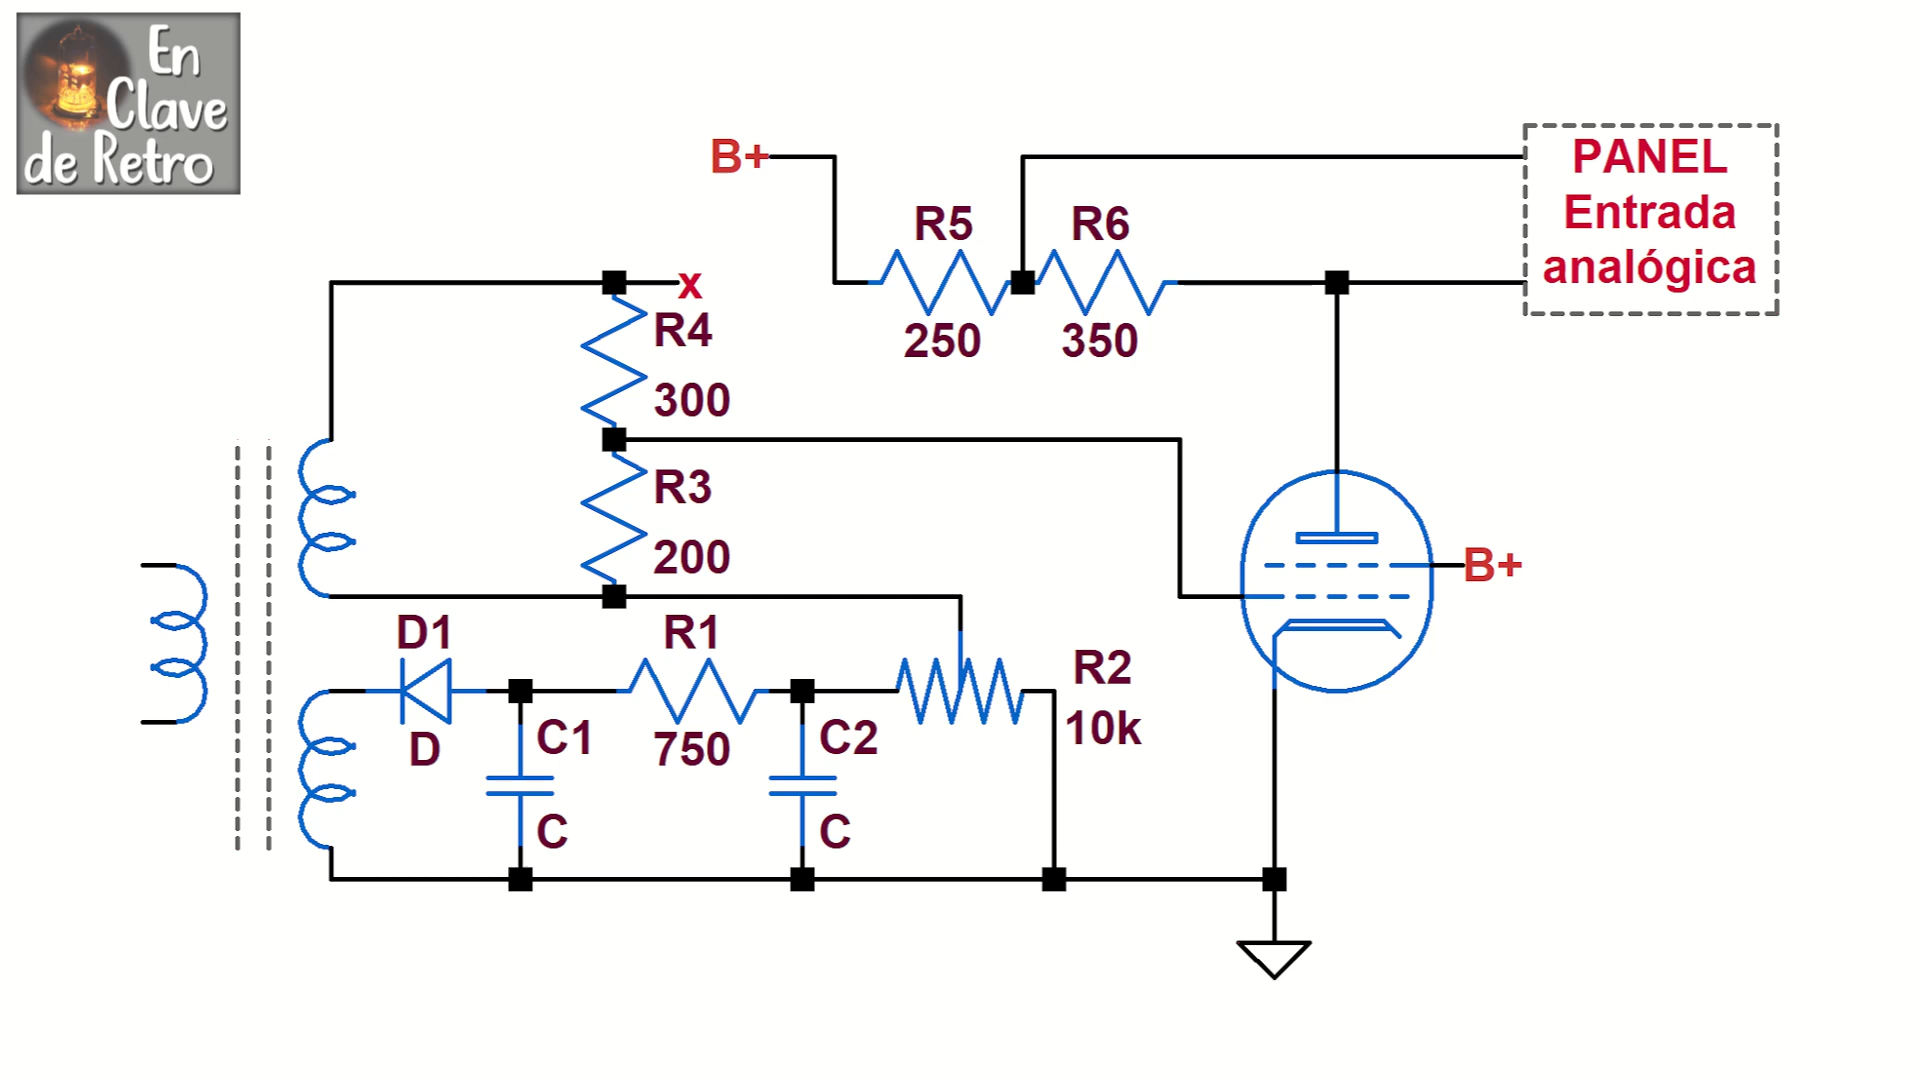 En
Clave
de Retro
B+
PANEL
Entrada
analógica
R5
R6
250
350
x
R4
300
R3
200
B+
D1
R1
R2
10k
D
C1
750
C2
C
C